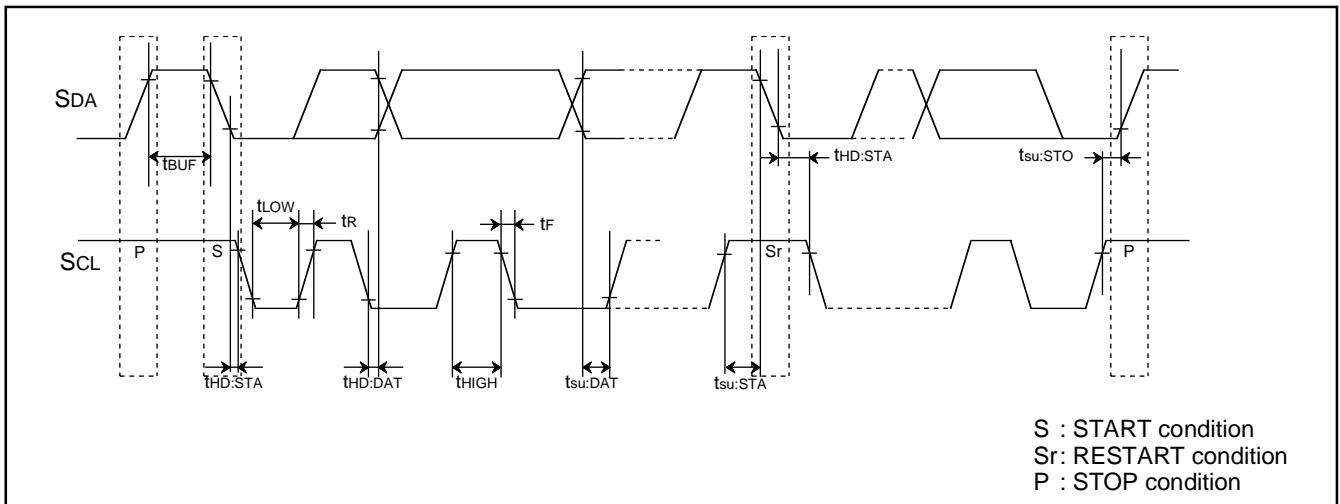 SDA
tBUF
tHD:STA
tsu:STO
tLOW
tR
tF
SCL
P
S
Sr
P
tHD:STA
tHD:DAT
tHIGH
tsu:DAT
tsu:STA
S : START condition
Sr: RESTART condition
P : STOP condition